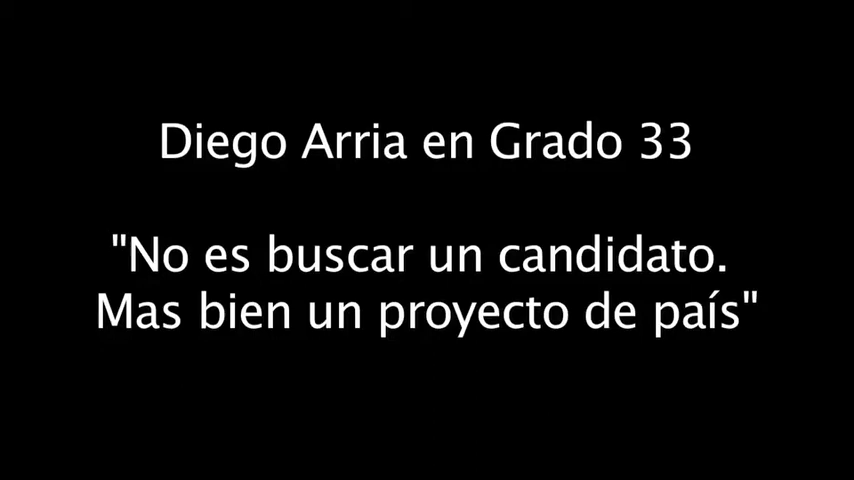 Diego Arria en Grado 33
"No es buscar un candidato.
Mas bien un proyecto de país"